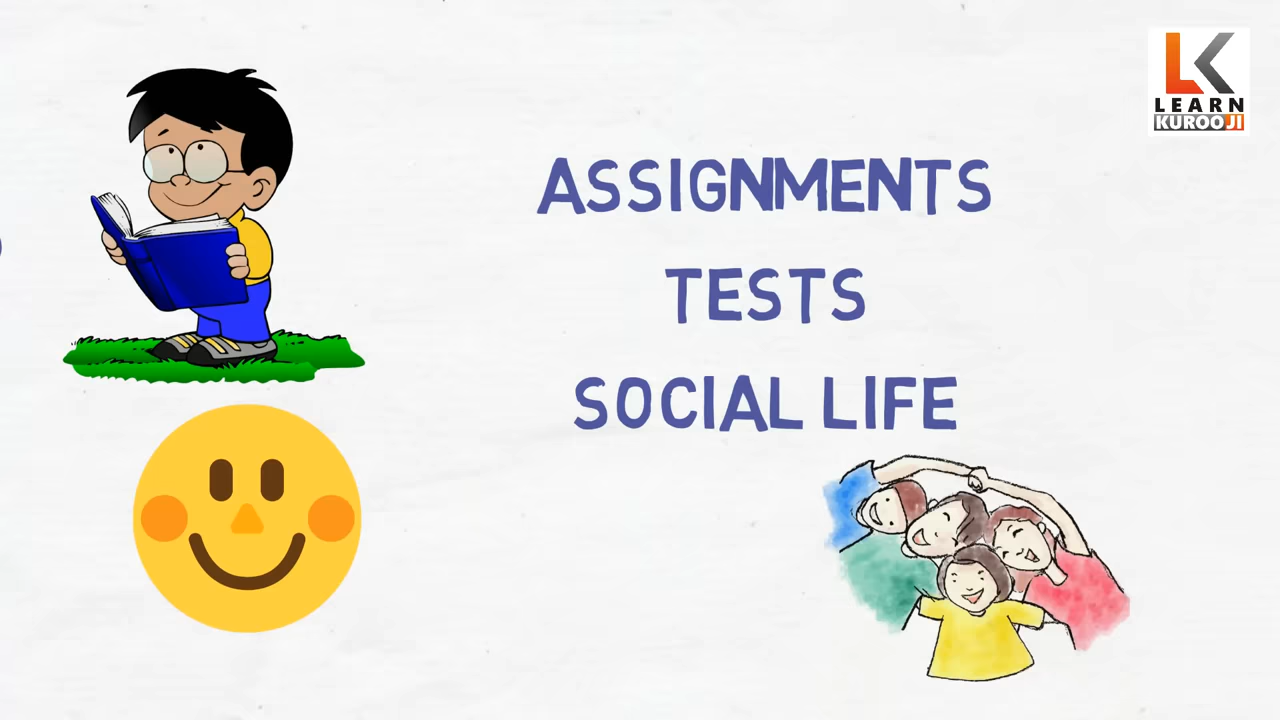 LEARN
KUROOJI
ASSIGNMENTS
TESTS
SOCIAL LIFE